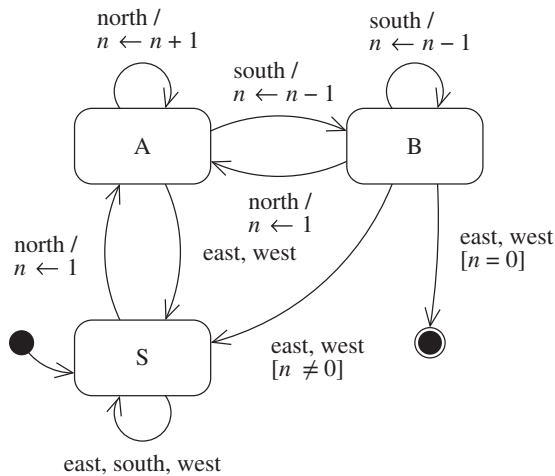 north /
n ← n + 1
south /
n ← n − 1
south /
n ← n − 1
A
B
north /
n ← 1
north /
n ← 1
east, west
east, west
[n = 0]
S
east, west
[n ≠ 0]
east, south, west